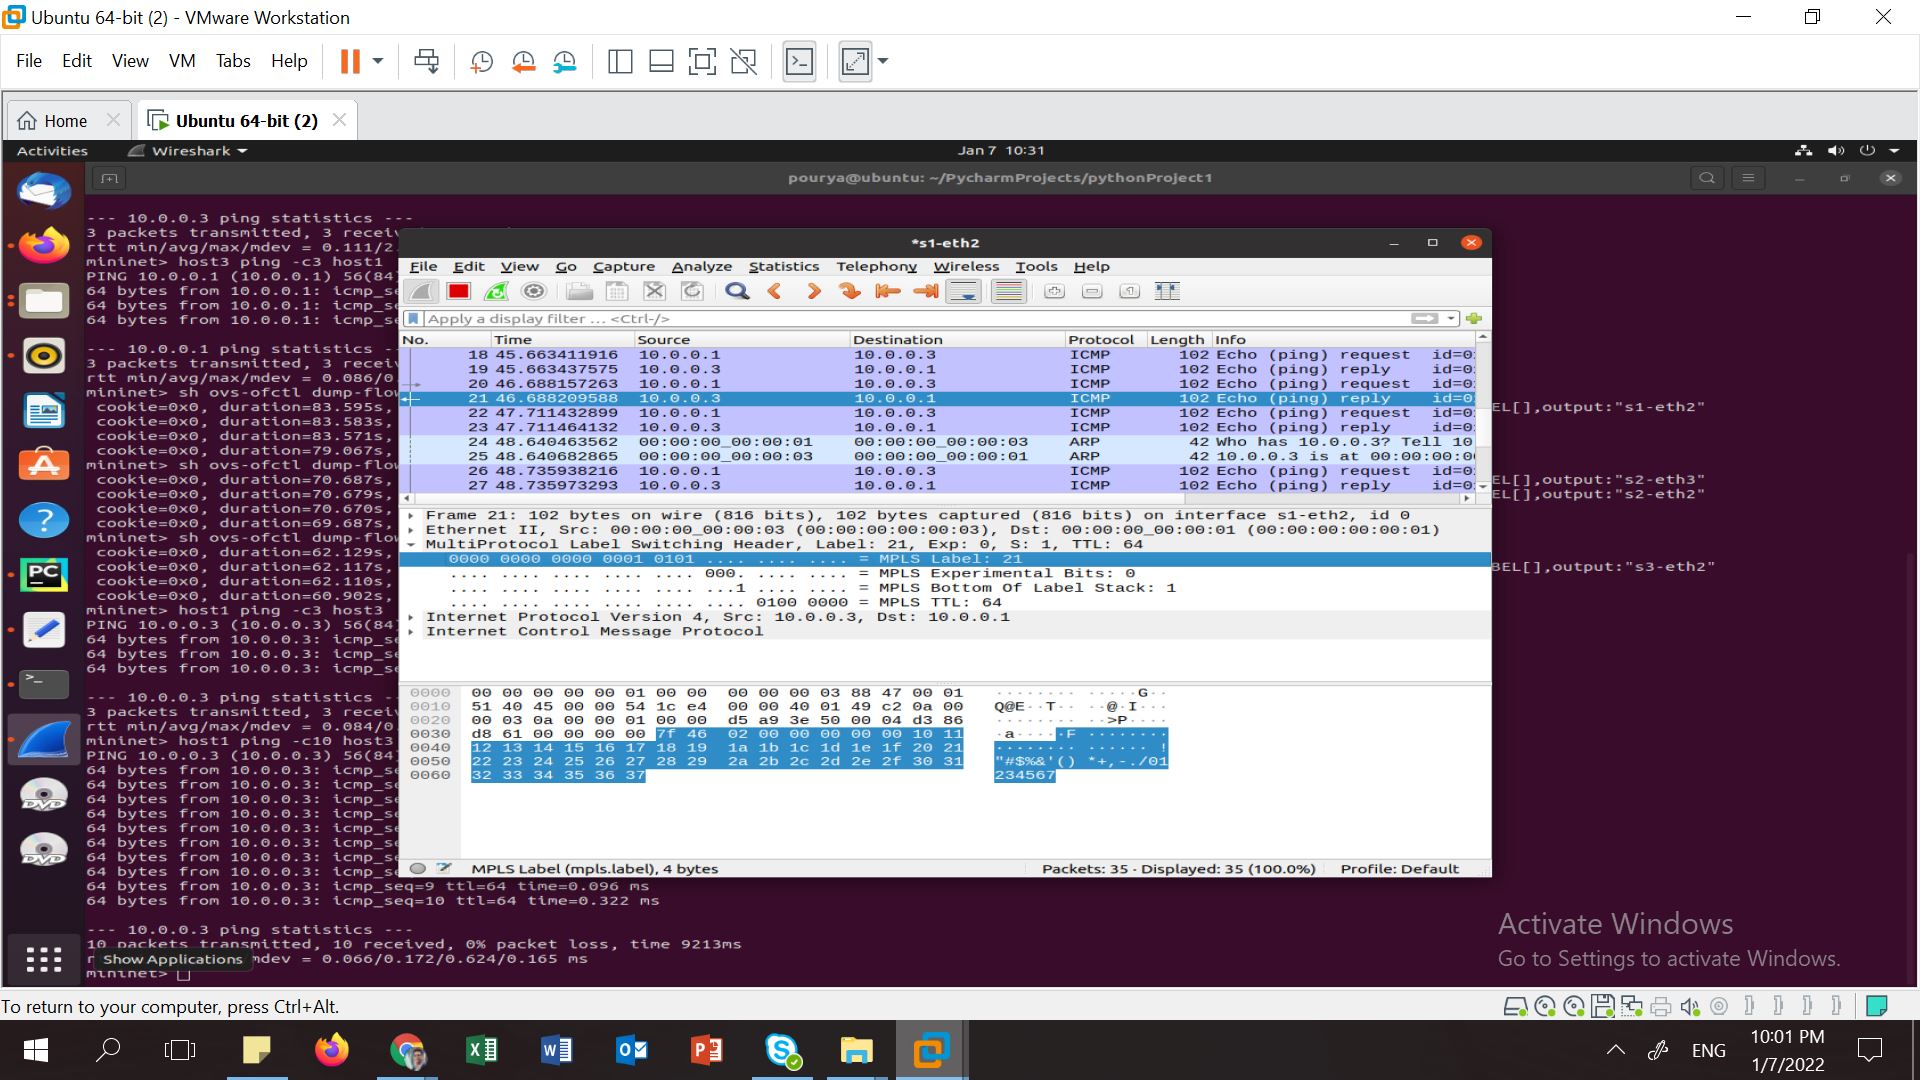 Ubuntu 64-bit (2) - VMware Workstation
File Edit View VM Tabs Help
Home
Ubuntu 64-bit (2)
Activities Wireshark Jan 7 10:31
pourya@ubuntu: ~/PycharmProjects/pythonProject1
--- 10.0.0.3 ping statistics ---
3 packets transmitted, 3 receiv
rtt min/avg/max/mdev = 0.111/2
mininet> host3 ping -c3 host1
PING 10.0.0.1 (10.0.0.1) 56(84)
64 bytes from 10.0.0.1: icmp_se
64 bytes from 10.0.0.1: icmp_se
64 bytes from 10.0.0.1: icmp_se
--- 10.0.0.1 ping statistics -
3 packets transmitted, 3 receiv
rtt min/avg/max/mdev = 0.086/0
mininet> sh ovs-ofctl dump-flow
cookie=0x0, duration=83.595s,
cookie=0x0, duration=83.583s,
cookie=0x0, duration=83.571s,
cookie=0x0, duration=79.067s,
mininet> sh ovs-ofctl dump-flow
cookie=0x0, duration=70.687s,
cookie=0x0, duration=70.679s,
cookie=0x0, duration=70.670s,
cookie=0x0, duration=69.687s,
mininet> sh ovs-ofctl dump-flow
cookie=0x0, duration=62.129s,
cookie=0x0, duration=62.117s,
cookie=0x0, duration=62.110s,
cookie=0x0, duration=60.902s,
mininet> host1 ping -c3 host3
PING 10.0.0.3 (10.0.0.3) 56(84)
64 bytes from 10.0.0.3: icmp_se
64 bytes from 10.0.0.3: icmp_se
64 bytes from 10.0.0.3: icmp_se
--- 10.0.0.3 ping statistics -
3 packets transmitted, 3 receiv
rtt min/avg/max/mdev = 0.084/0
mininet> host1 ping -c10 host3
PING 10.0.0.3 (10.0.0.3) 56(84)
64 bytes from 10.0.0.3: icmp_se
64 bytes from 10.0.0.3: icmp_se
64 bytes from 10.0.0.3: icmp_se
64 bytes from 10.0.0.3: icmp_se
64 bytes from 10.0.0.3: icmp_se
64 bytes from 10.0.0.3: icmp_se
64 bytes from 10.0.0.3: icmp_se
64 bytes from 10.0.0.3: icmp_se
64 bytes from 10.0.0.3: icmp_seq=9 ttl=64 time=0.096 ms
64 bytes from 10.0.0.3: icmp_seq=10 ttl=64 time=0.322 ms
--- 10.0.0.3 ping statistics ---
10 packets transmitted, 10 received, 0% packet loss, time 9213ms
mdev = 0.066/0.172/0.624/0.165 ms
Show Applications
mininet>
EL[],output:"s1-eth2"
EL[],output:"s2-eth3"
EL[],output:"s2-eth2"
BEL[],output:"s3-eth2"
*s1-eth2
File Edit View Go Capture Analyze Statistics Telephony Wireless Tools Help
Apply a display filter ... <Ctrl-/>
No. Time Source Destination Protocol Length Info
18 45.663411916 10.0.0.1 10.0.0.3 ICMP 102 Echo (ping) request id=0
19 45.663437575 10.0.0.3 10.0.0.1 ICMP 102 Echo (ping) reply id=0
20 46.688157263 10.0.0.1 10.0.0.3 ICMP 102 Echo (ping) request id=0
21 46.688209588 10.0.0.3 10.0.0.1 ICMP 102 Echo (ping) reply id=0
22 47.711432899 10.0.0.1 10.0.0.3 ICMP 102 Echo (ping) request id=0
23 47.711464132 10.0.0.3 10.0.0.1 ICMP 102 Echo (ping) reply id=0
24 48.640463562 00:00:00_00:00:01 00:00:00_00:00:03 ARP 42 Who has 10.0.0.3? Tell 10
25 48.640682865 00:00:00_00:00:03 00:00:00_00:00:01 ARP 42 10.0.0.3 is at 00:00:00:0
26 48.735938216 10.0.0.1 10.0.0.3 ICMP 102 Echo (ping) request id=0
27 48.735973293 10.0.0.3 10.0.0.1 ICMP 102 Echo (ping) reply id=0
Frame 21: 102 bytes on wire (816 bits), 102 bytes captured (816 bits) on interface s1-eth2, id 0
Ethernet II, Src: 00:00:00_00:00:03 (00:00:00:00:00:03), Dst: 00:00:00_00:00:01 (00:00:00:00:00:01)
MultiProtocol Label Switching Header, Label: 21, Exp: 0, S: 1, TTL: 64
0000 0000 0000 0001 0101 .... .... .... = MPLS Label: 21
.... .... .... .... .... 000. .... .... = MPLS Experimental Bits: 0
.... .... .... .... .... ...1 .... .... = MPLS Bottom Of Label Stack: 1
.... .... .... .... .... .... 0100 0000 = MPLS TTL: 64
Internet Protocol Version 4, Src: 10.0.0.3, Dst: 10.0.0.1
Internet Control Message Protocol
0000 00 00 00 00 00 01 00 00 00 00 00 03 88 47 00 01 ········ ·····G··
0010 51 40 45 00 00 54 1c e4 00 00 40 01 49 c2 0a 00 Q@E··T·· ··@·I···
0020 00 03 0a 00 00 01 00 00 d5 a9 3e 50 00 04 d3 86 ········ ··>P····
0030 d8 61 00 00 00 00 7f 46 02 00 00 00 00 00 10 11 ·a·····F ········
0040 12 13 14 15 16 17 18 19 1a 1b 1c 1d 1e 1f 20 21 ········ ······ !
0050 22 23 24 25 26 27 28 29 2a 2b 2c 2d 2e 2f 30 31 "#$%&'() *+,-./01
0060 32 33 34 35 36 37 234567
MPLS Label (mpls.label), 4 bytes Packets: 35 · Displayed: 35 (100.0%) Profile: Default
Activate Windows
Go to Settings to activate Windows.
To return to your computer, press Ctrl+Alt.
ENG 10:01 PM
1/7/2022